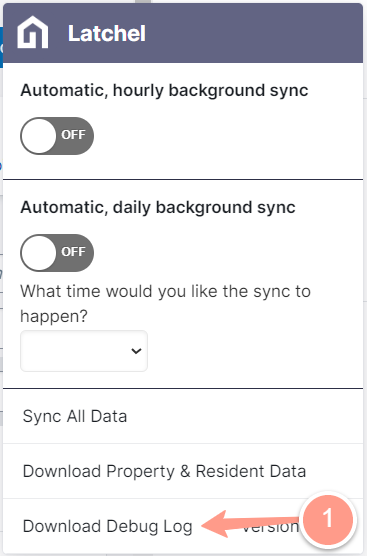 Latchel
Automatic, hourly background sync
OFF
Automatic, daily background sync
OFF
What time would you like the sync to
happen?
Sync All Data
Download Property & Resident Data
Download Debug Log
Version
1